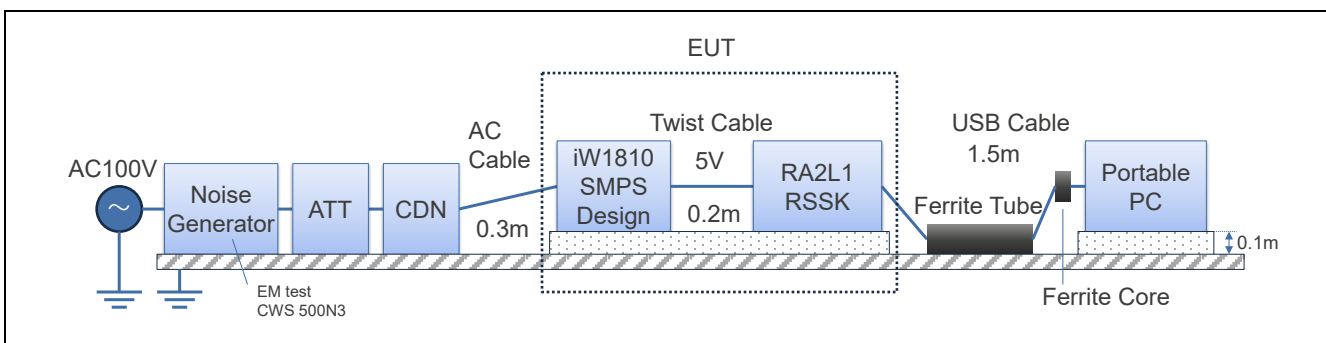 EUT
AC100V
Noise
Generator
ATT
CDN
AC
Cable
0.3m
iW1810
SMPS
Design
Twist Cable
5V
0.2m
RA2L1
RSSK
USB Cable
1.5m
Ferrite Tube
Portable
PC
0.1m
Ferrite Core
EM test
CWS 500N3